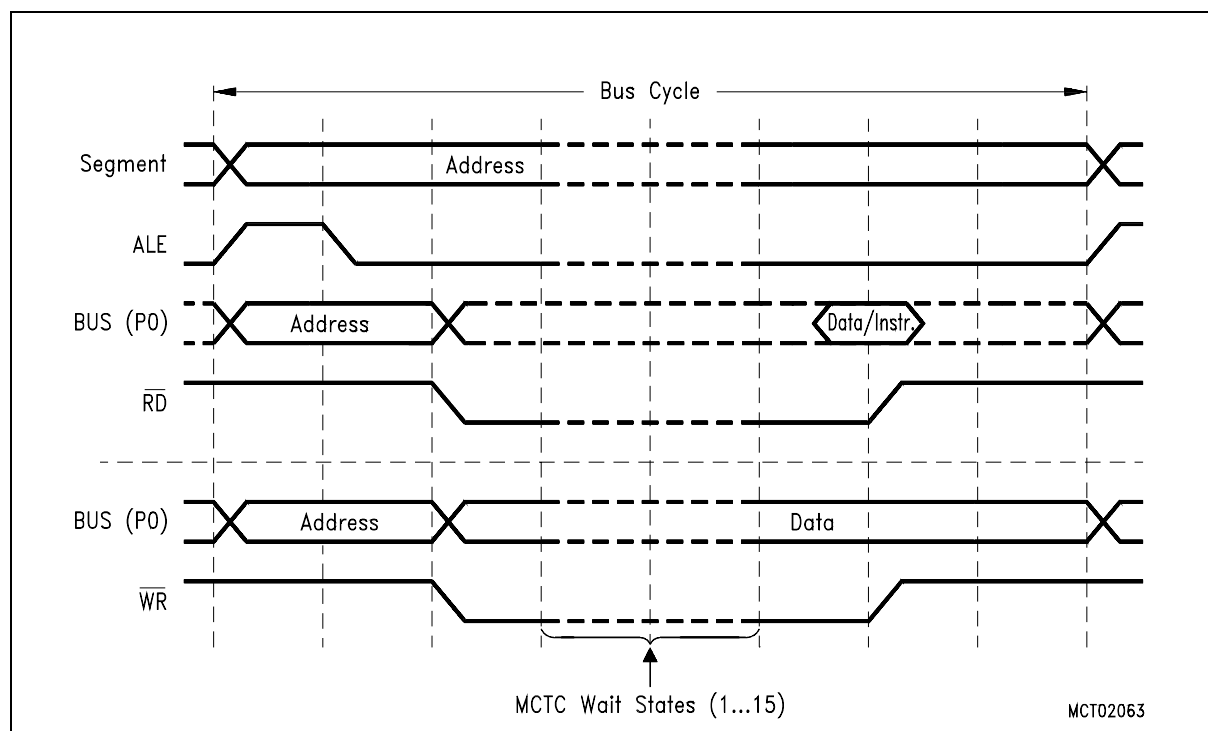 Bus Cycle
Segment
Address
ALE
BUS (P0)
Address
Data/Instr.
RD
BUS (P0)
Address
Data
WR
MCTC Wait States (1...15)
MCT02063